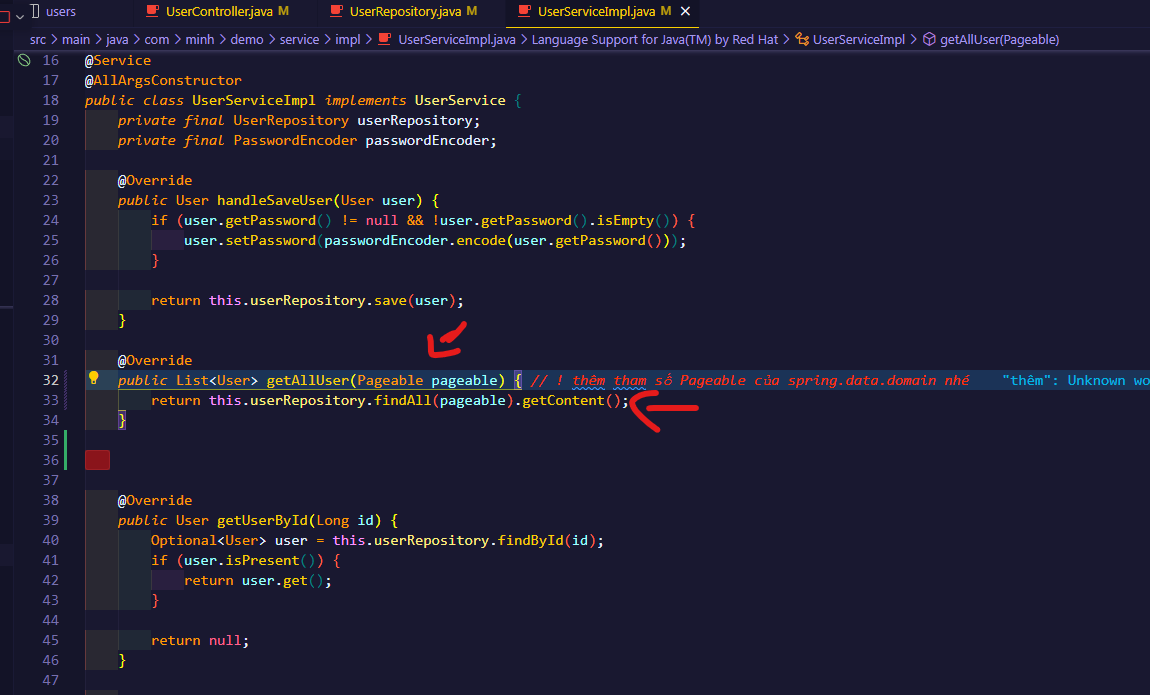 users UserController.java M UserRepository.java M UserServiceImpl.java M
src > main > java > com > minh > demo > service > impl > UserServiceImpl.java > Language Support for Java(TM) by Red Hat > UserServiceImpl > getAllUser(Pageable)
16 @Service
17 @AllArgsConstructor
18 public class UserServiceImpl implements UserService {
19 private final UserRepository userRepository;
20 private final PasswordEncoder passwordEncoder;
21
22 @Override
23 public User handleSaveUser(User user) {
24 if (user.getPassword() != null && !user.getPassword().isEmpty()) {
25 user.setPassword(passwordEncoder.encode(user.getPassword()));
26 }
27
28 return this.userRepository.save(user);
29 }
30
31 @Override
32 public List<User> getAllUser(Pageable pageable) { // ! thêm tham số Pageable của spring.data.domain nhé "thêm": Unknown wo
33 return this.userRepository.findAll(pageable).getContent();
34 }
35
36
37
38 @Override
39 public User getUserById(Long id) {
40 Optional<User> user = this.userRepository.findById(id);
41 if (user.isPresent()) {
42 return user.get();
43 }
44
45 return null;
46 }
47